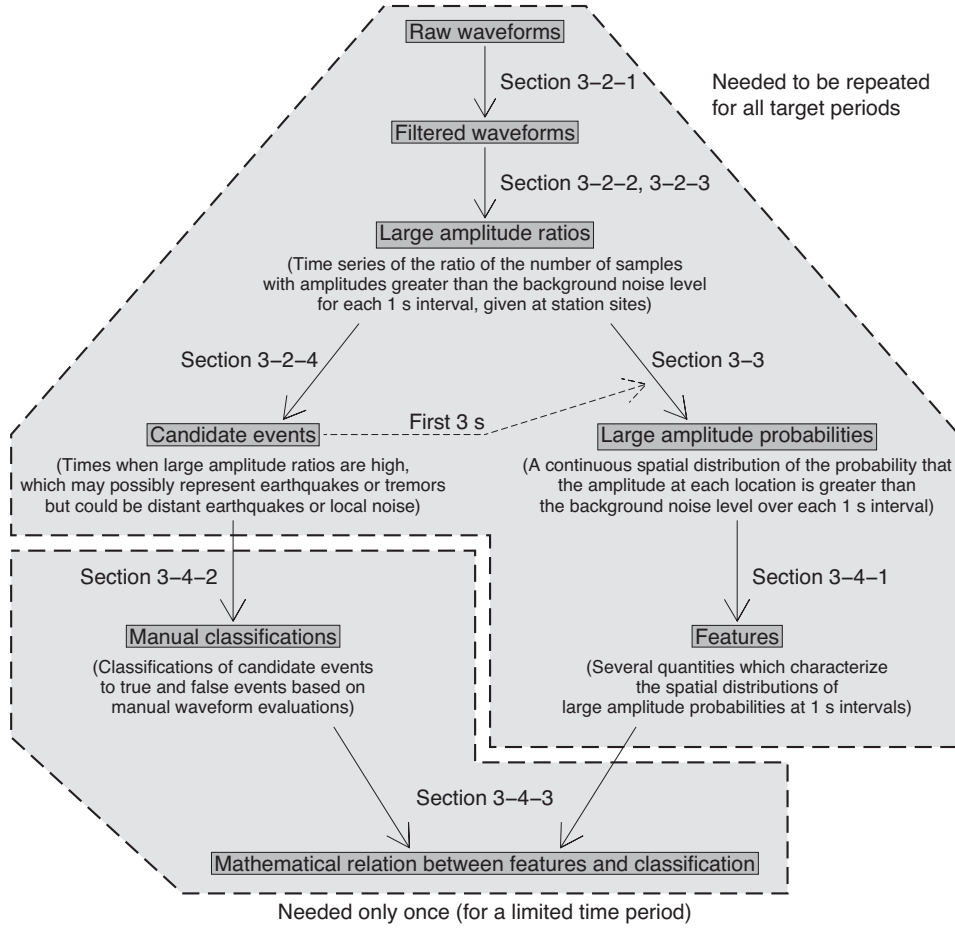 Raw waveforms
Section 3−2−1
Needed to be repeated
for all target periods
Filtered waveforms
Section 3−2−2, 3−2−3
Large amplitude ratios
(Time series of the ratio of the number of samples
with amplitudes greater than the background noise level
for each 1 s interval, given at station sites)
Section 3−2−4
Section 3−3
First 3 s
Candidate events
(Times when large amplitude ratios are high,
which may possibly represent earthquakes or tremors
but could be distant earthquakes or local noise)
Large amplitude probabilities
(A continuous spatial distribution of the probability that
the amplitude at each location is greater than
the background noise level over each 1 s interval)
Section 3−4−2
Section 3−4−1
Manual classifications
(Classifications of candidate events
to true and false events based on
manual waveform evaluations)
Features
(Several quantities which characterize
the spatial distributions of
large amplitude probabilities at 1 s intervals)
Section 3−4−3
Mathematical relation between features and classification
Needed only once (for a limited time period)